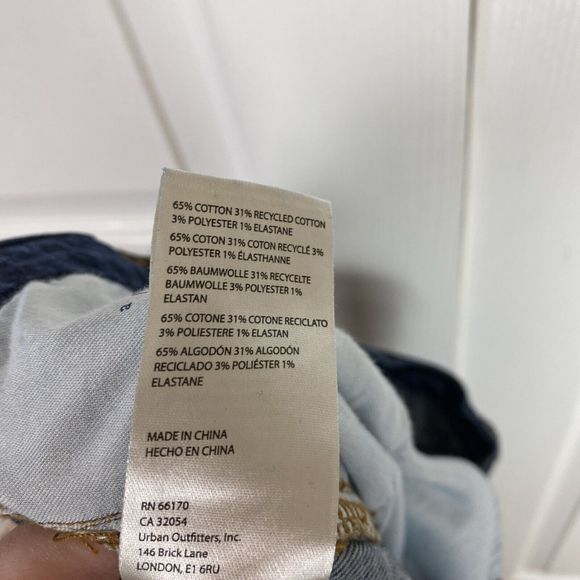 65% COTTON 31% RECYCLED COTTON
3% POLYESTER 1% ELASTANE
65% COTON 31% COTON RECYCLÉ 3%
POLYESTER 1% ÉLASTHANNE
65% BAUMWOLLE 31% RECYCELTE
BAUMWOLLE 3% POLYESTER 1%
ELASTAN
65% COTONE 31% COTONE RECICLATO
3% POLIESTERE 1% ELASTAN
65% ALGODÓN 31% ALGODÓN
RECICLADO 3% POLIÉSTER 1%
ELASTANE
MADE IN CHINA
HECHO EN CHINA
RN 66170
CA 32054
Urban Outfitters, Inc.
146 Brick Lane
LONDON, E1 6RU